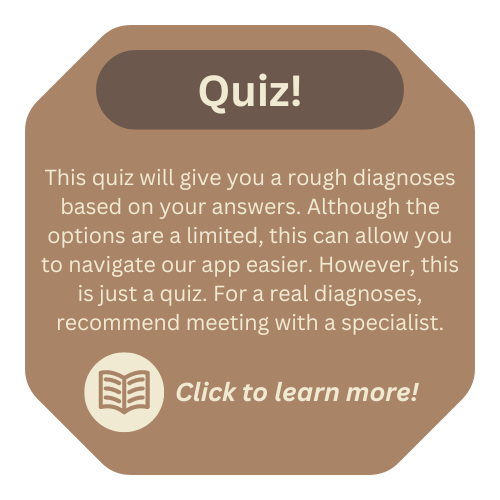 Quiz!
This quiz will give you a rough diagnoses
based on your answers. Although the
options are a limited, this can allow you
to navigate our app easier. However, this
is just a quiz. For a real diagnoses,
recommend meeting with a specialist.
Click to learn more!